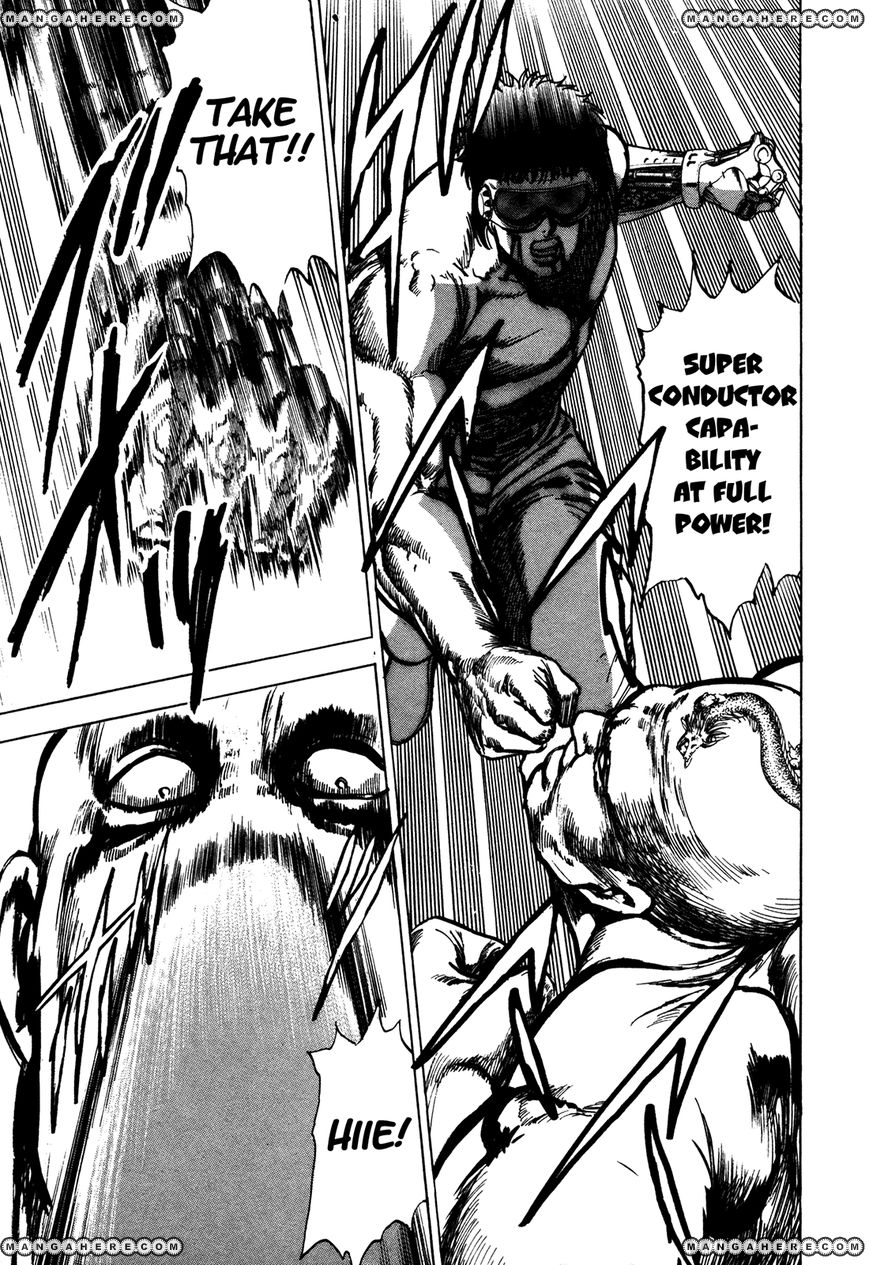 MANGAHERE.COM
MANGAHERE.COM
SUPER
CONDUCTOR
CAPA-
BILITY
AT FULL
POWER!
TAKE
THAT!!
HIIE!
MANGAHERE.COM
MANGAHERE.COM